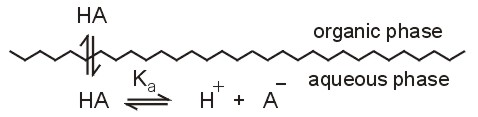 HA
organic phase
aqueous phase
Kₐ
HA ⇌ H⁺ + A⁻